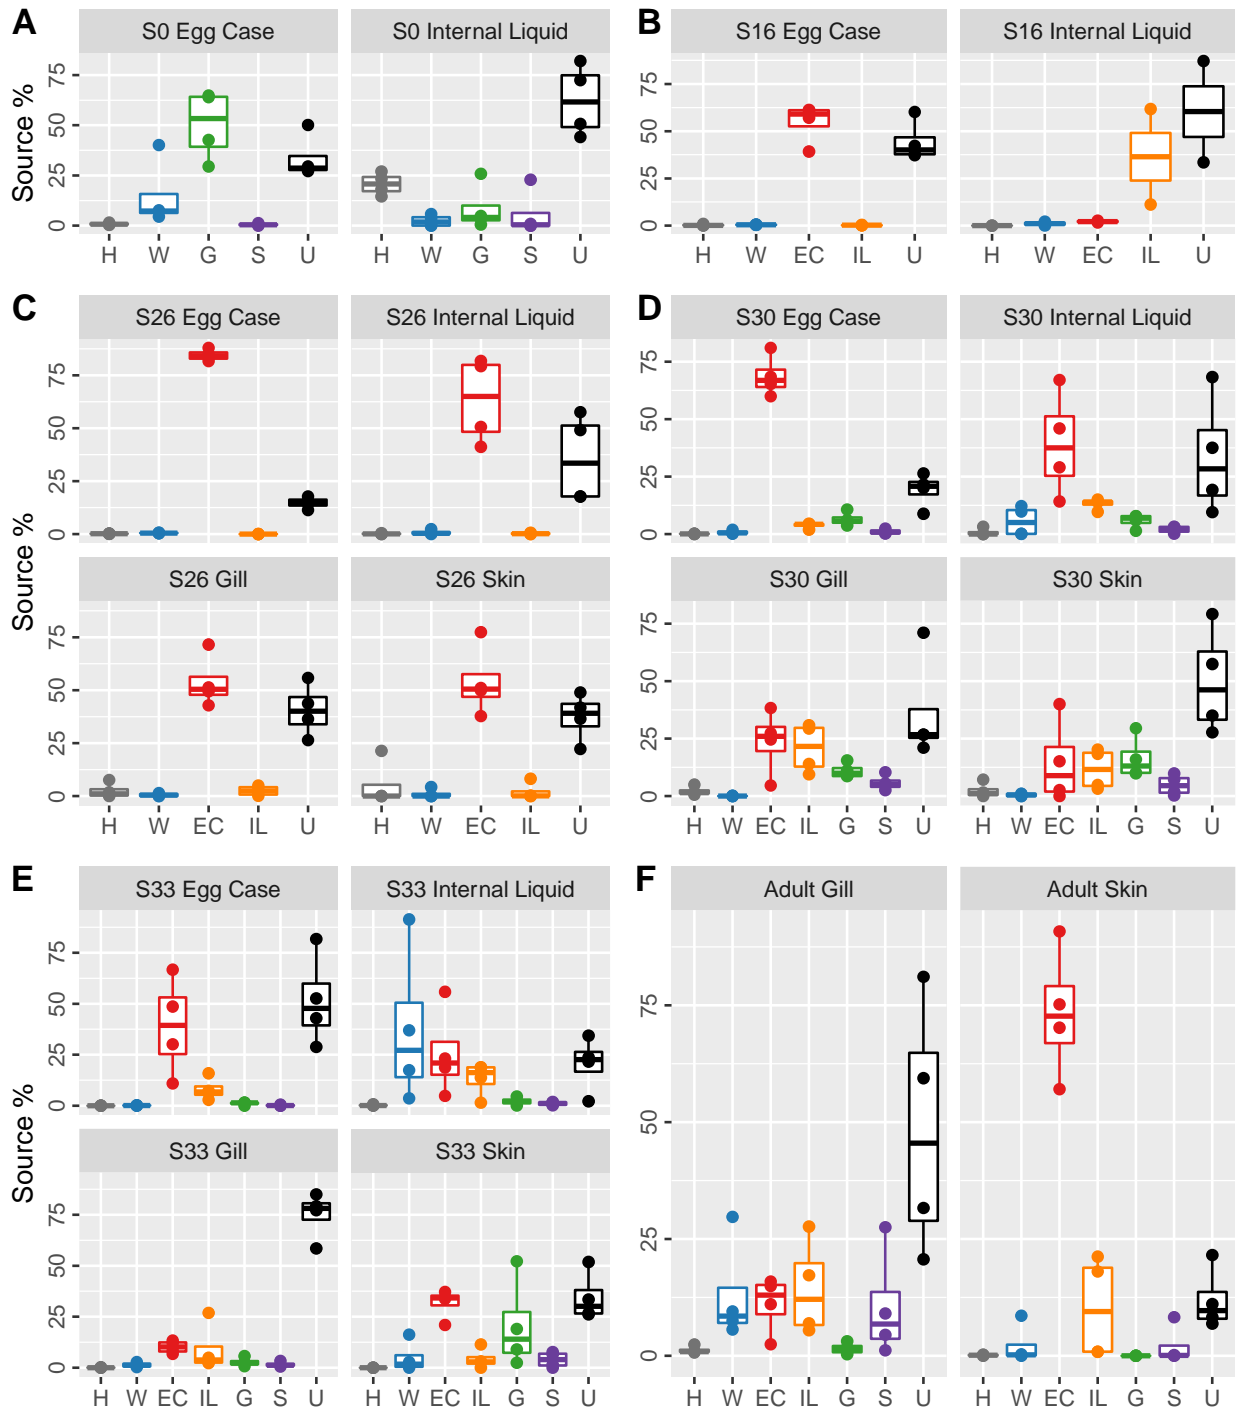 A
S0 Egg Case
S0 Internal Liquid
Source %
75
50
25
0
H W G S U
H W G S U
B
S16 Egg Case
S16 Internal Liquid
75
50
25
0
H W EC IL U
H W EC IL U
C
S26 Egg Case
S26 Internal Liquid
Source %
75
50
25
0
S26 Gill
S26 Skin
75
50
25
0
H W EC IL U
H W EC IL U
D
S30 Egg Case
S30 Internal Liquid
75
50
25
0
S30 Gill
S30 Skin
75
50
25
0
H W EC IL G S U
H W EC IL G S U
E
S33 Egg Case
S33 Internal Liquid
Source %
75
50
25
0
S33 Gill
S33 Skin
75
50
25
0
H W EC IL G S U
H W EC IL G S U
F
Adult Gill
Adult Skin
75
50
25
0
H W EC IL G S U
H W EC IL G S U